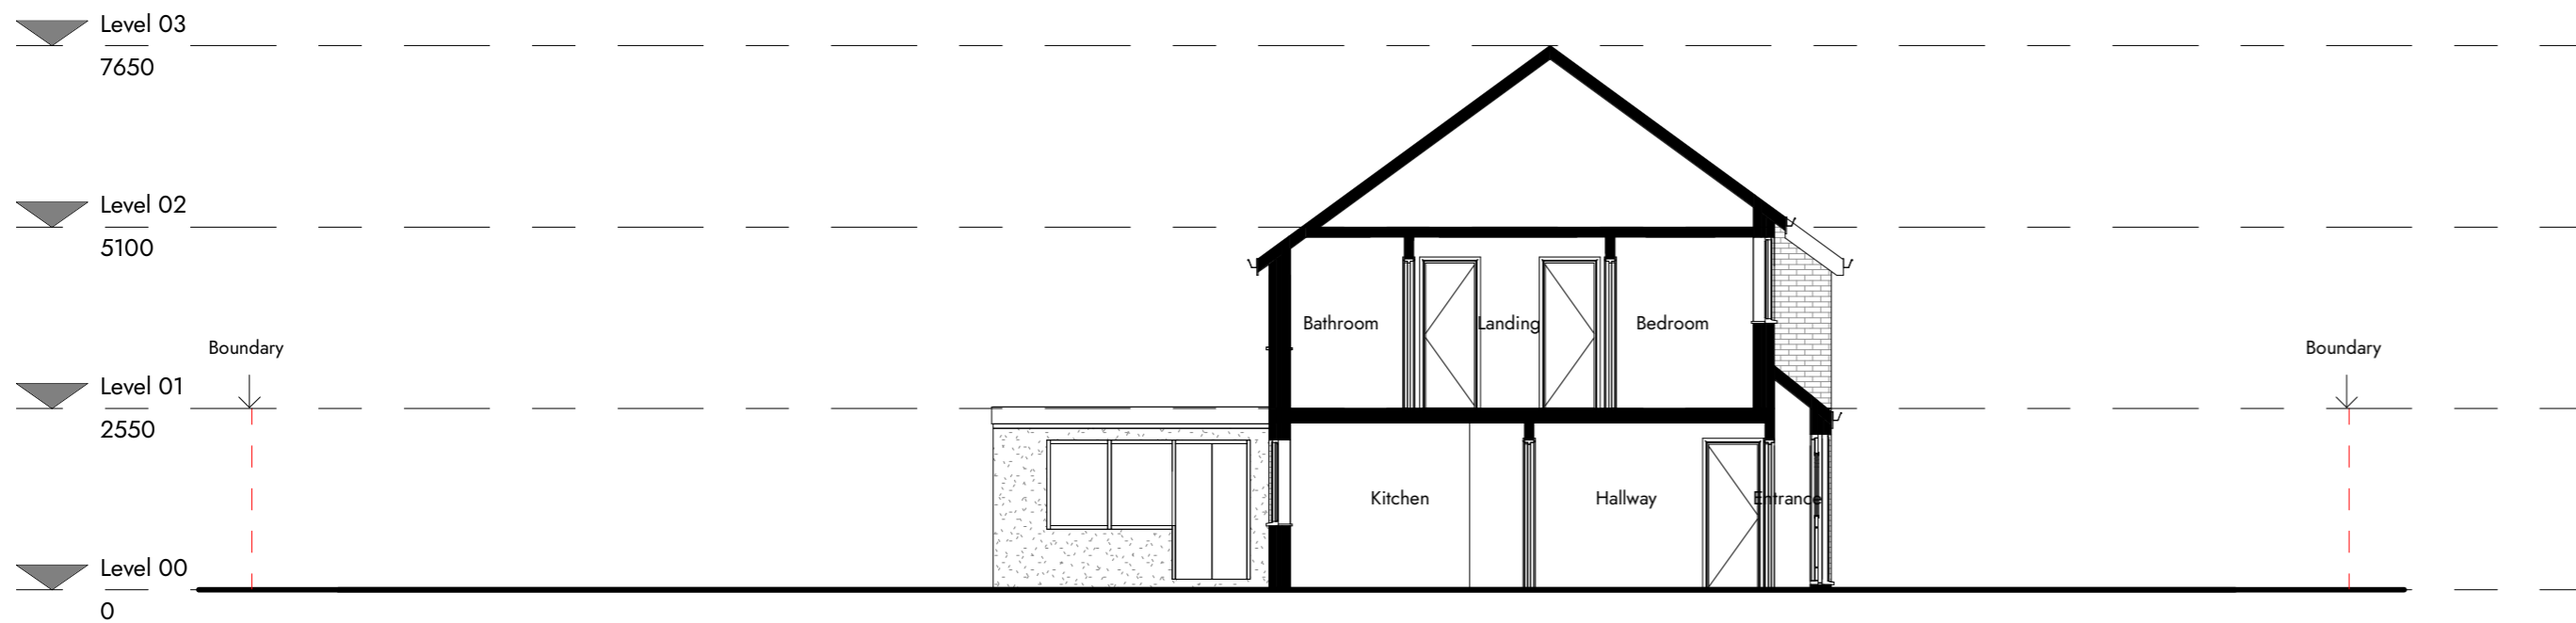 Level 03
7650
Level 02
5100
Boundary
Boundary
Level 01
2550
Bathroom
Landing
Bedroom
Kitchen
Hallway
Entrance
Level 00
0